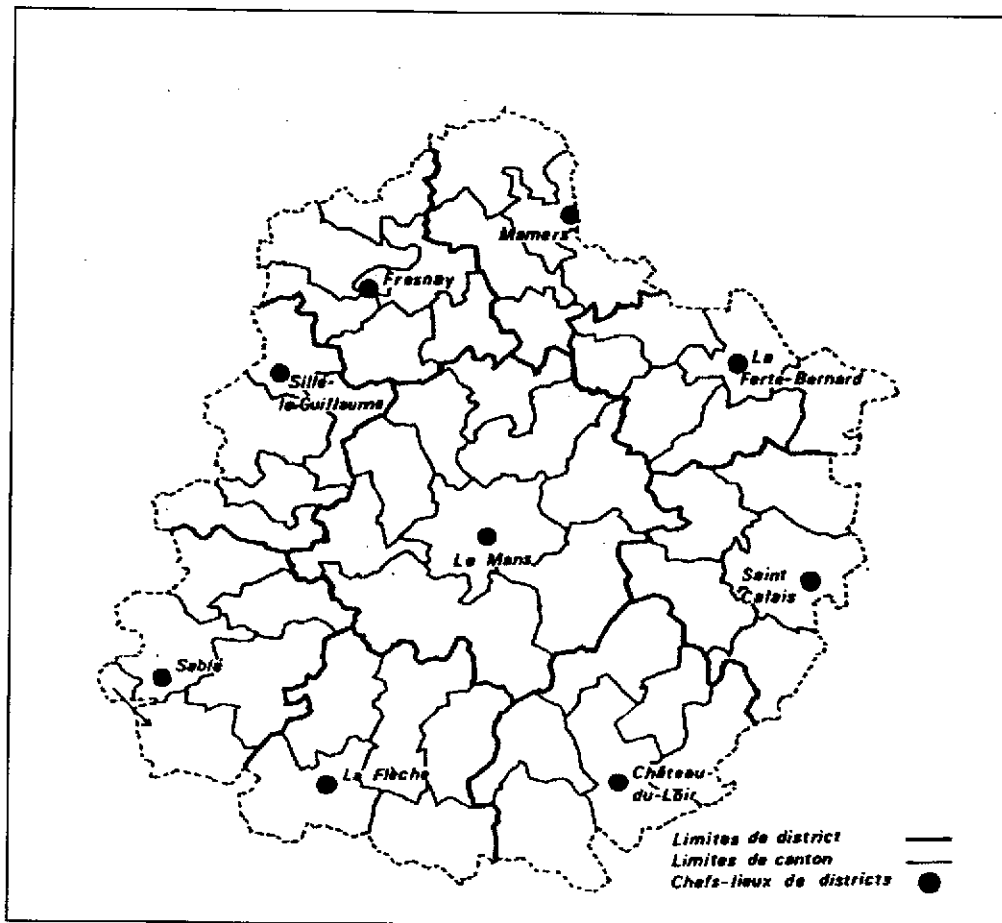 Mamers
Fresnay
La
Ferte-Bernard
Sillé-
le-Guillaume
Le Mans
Saint
Calais
Sablé
La Flèche
Château-
du-Loir
Limites de district
Limites de canton
Chefs-lieux de districts